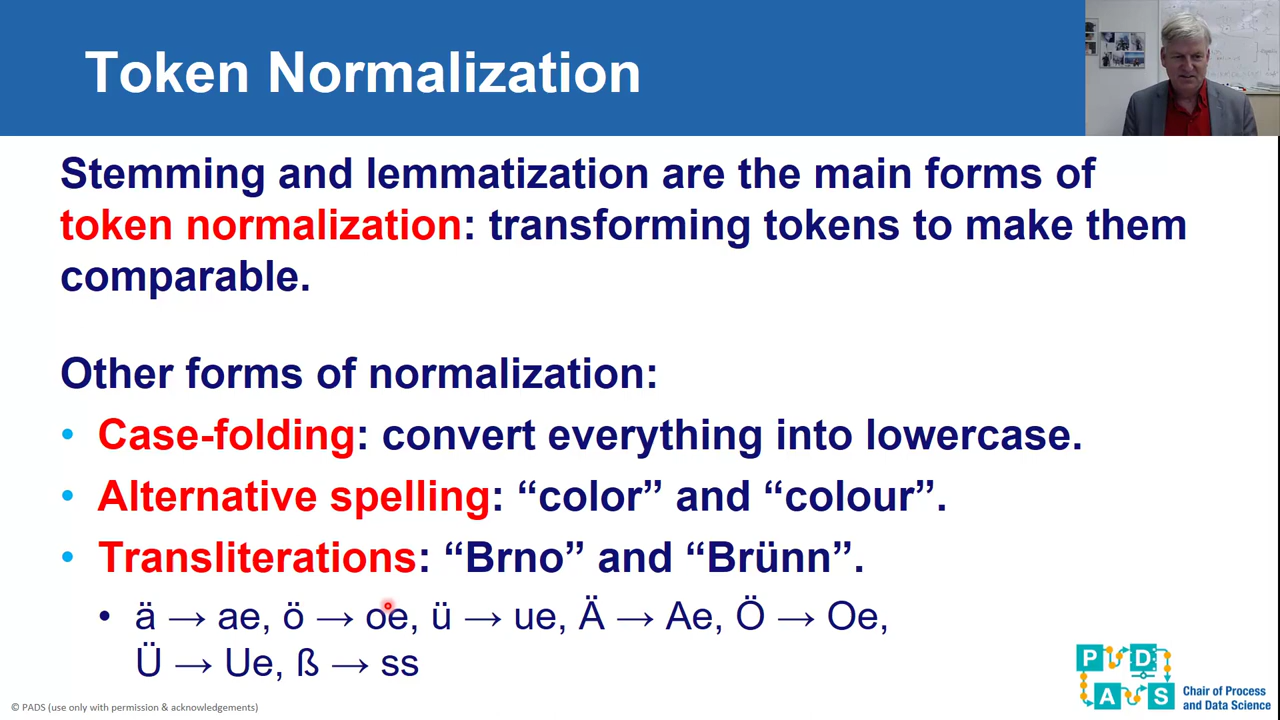 Token Normalization
Stemming and lemmatization are the main forms of
token normalization: transforming tokens to make them
comparable.
Other forms of normalization:
• Case-folding: convert everything into lowercase.
• Alternative spelling: “color” and “colour”.
• Transliterations: “Brno” and “Brünn”.
• ä → ae, ö → oe, ü → ue, Ä → Ae, Ö → Oe,
Ü → Ue, ß → ss
P D
A S
Chair of Process
and Data Science
© PADS (use only with permission & acknowledgements)